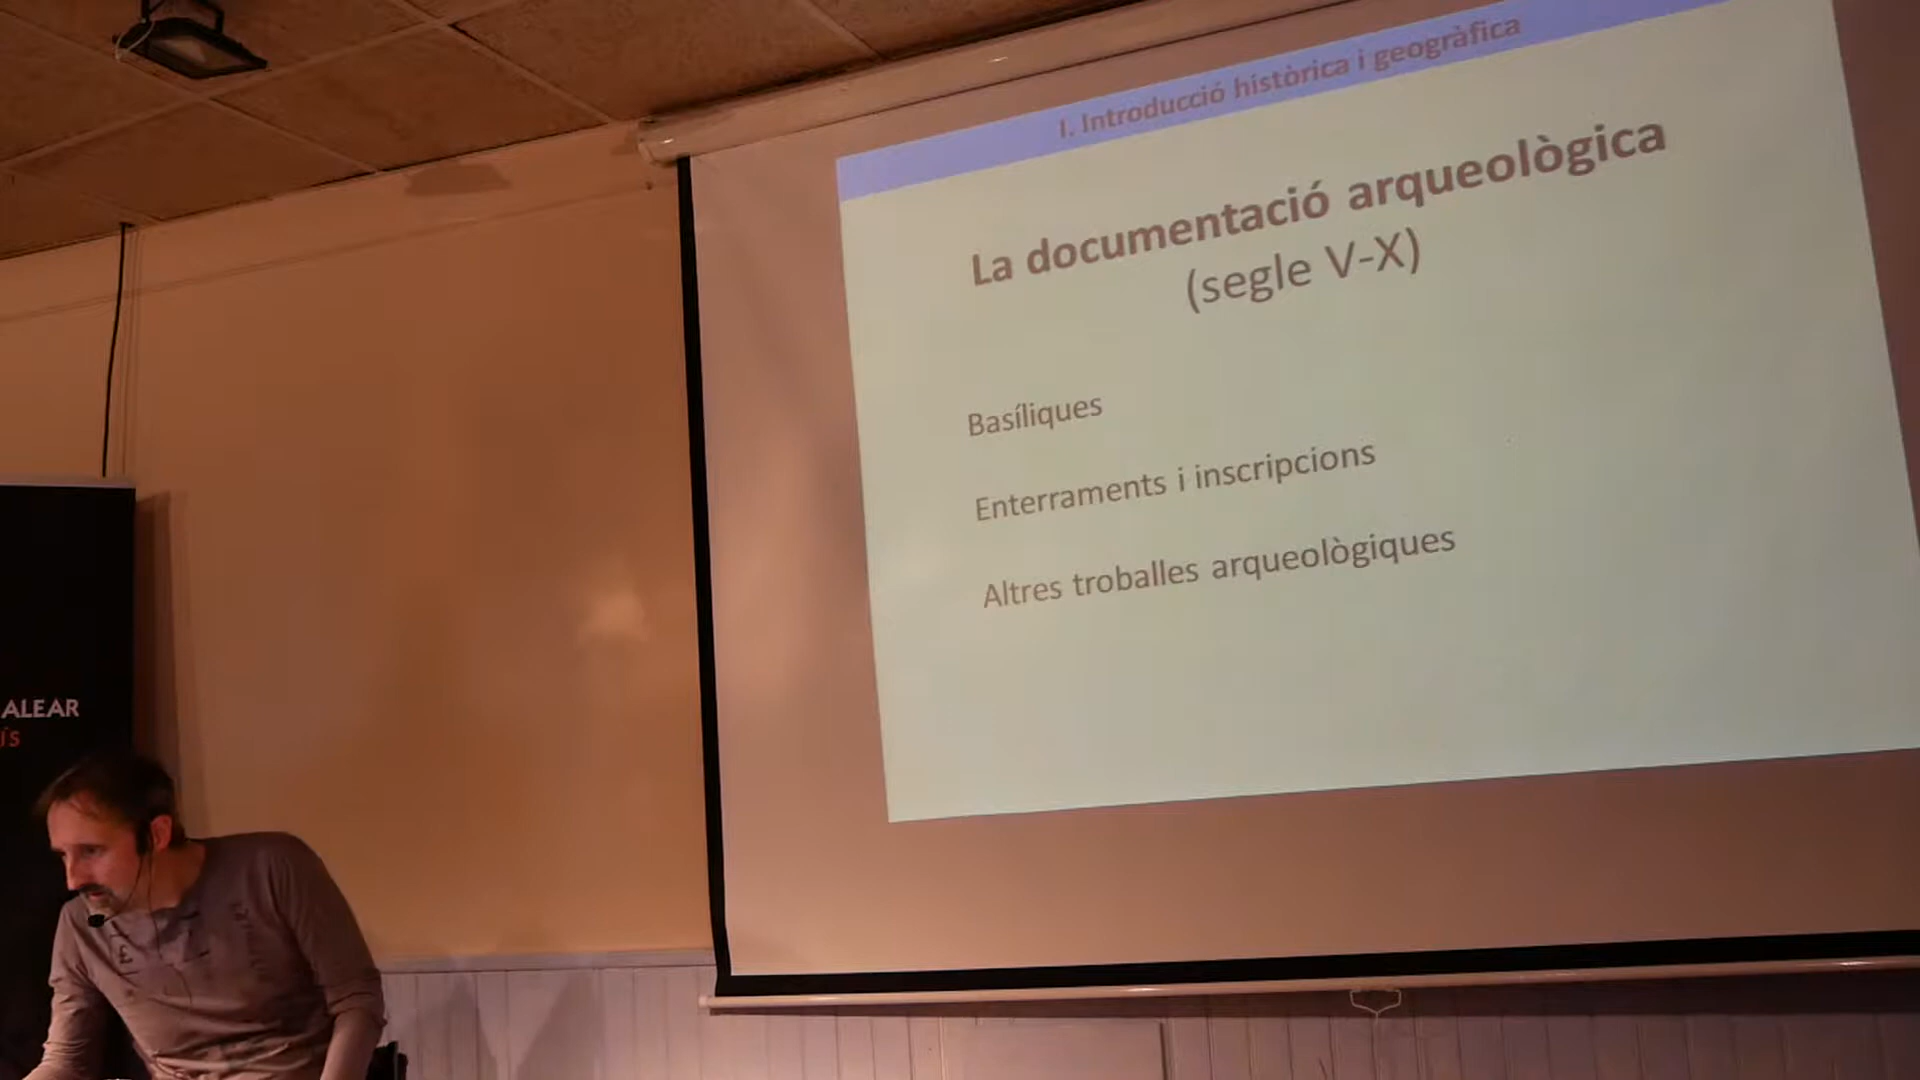 I. Introducció històrica i geogràfica
La documentació arqueològica
(segle V-X)
Basíliques
Enterraments i inscripcions
Altres troballes arqueològiques
ALEAR